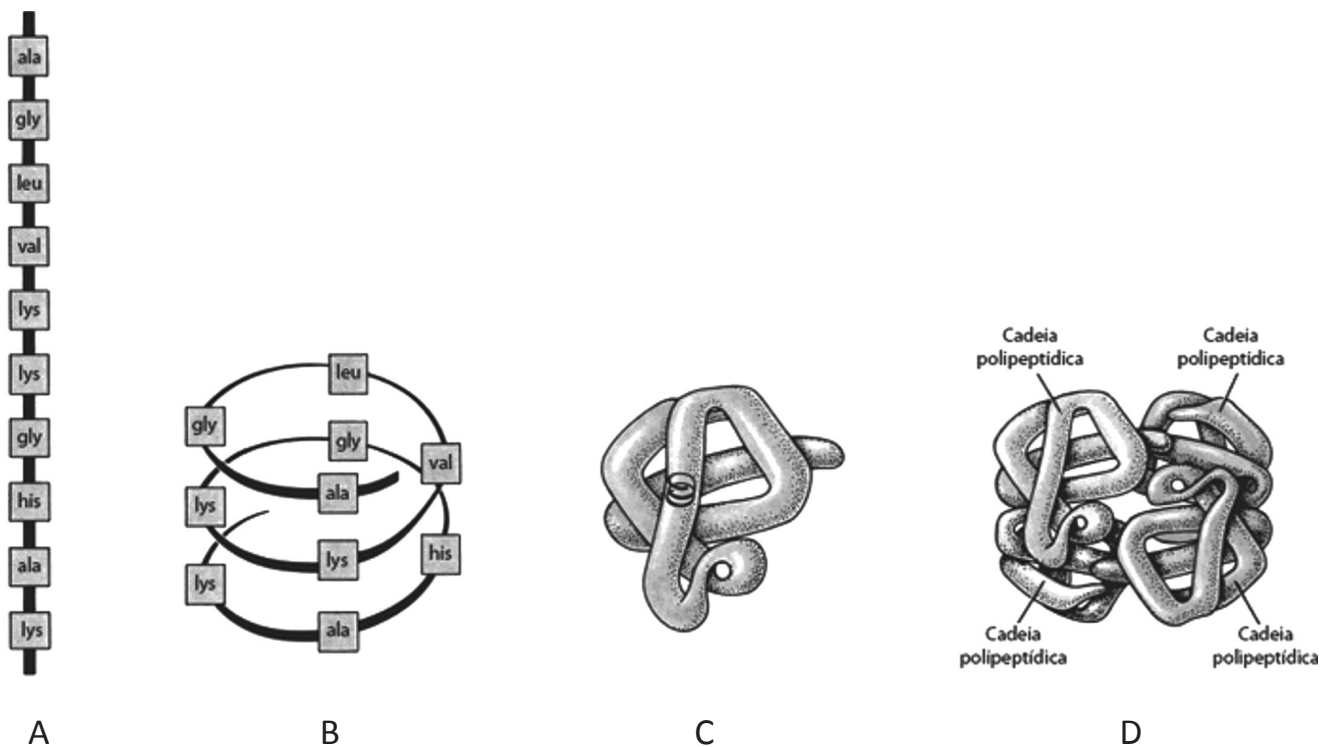 ala
gly
leu
val
lys
lys
gly
his
ala
lys
leu
gly
gly
val
ala
lys
lys
his
lys
ala
Cadeia
polipeptídica
Cadeia
polipeptídica
Cadeia
polipeptídica
Cadeia
polipeptídica
A
B
C
D